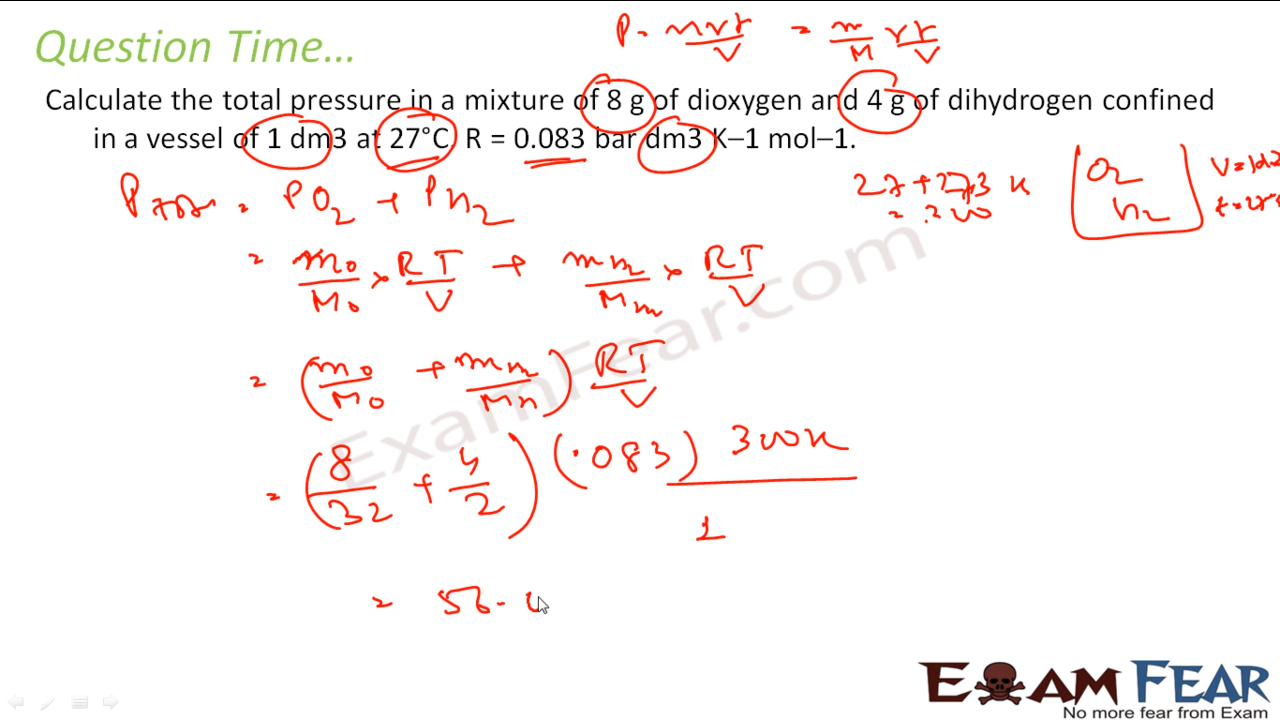 P = nrt/V = m/M rt/V
Question Time...
Calculate the total pressure in a mixture of 8 g of dioxygen and 4 g of dihydrogen confined
in a vessel of 1 dm3 at 27°C. R = 0.083 bar dm3 K–1 mol–1.
27+273 K
= 300
O2
H2
V=1d
t=27
= PO2 + PH2
= mo/Mo × RT/V + mH/MH × RT/V
= (mo/Mo + mH/MH) RT/V
= (8/32 + 4/2) (.083) 300K/1
= 56.
ExamFear.com
EXAM FEAR
No more fear from Exam